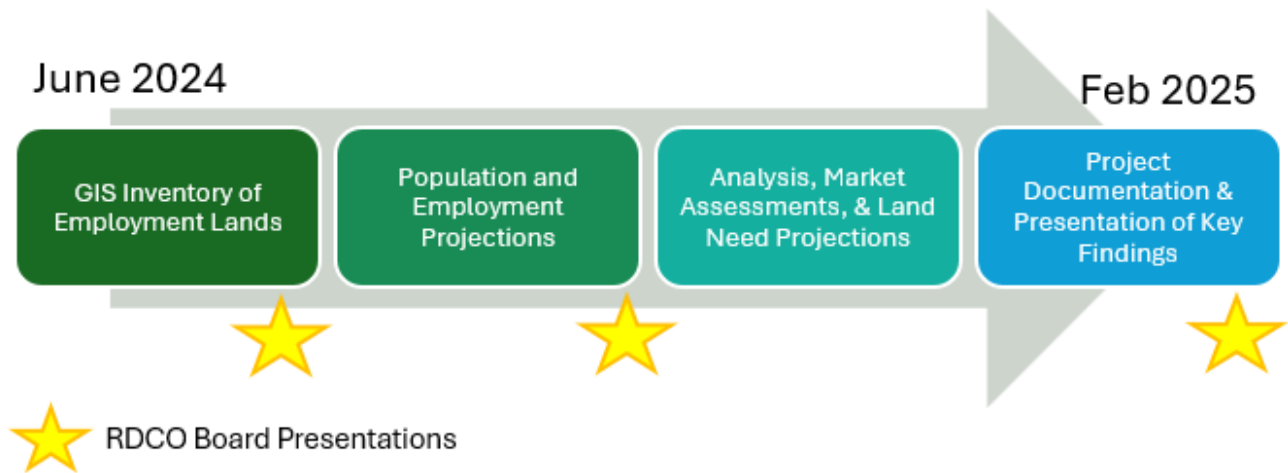 June 2024
Feb 2025
GIS Inventory of
Employment Lands
Population and
Employment
Projections
Analysis, Market
Assessments, & Land
Need Projections
Project
Documentation &
Presentation of Key
Findings
RDCO Board Presentations